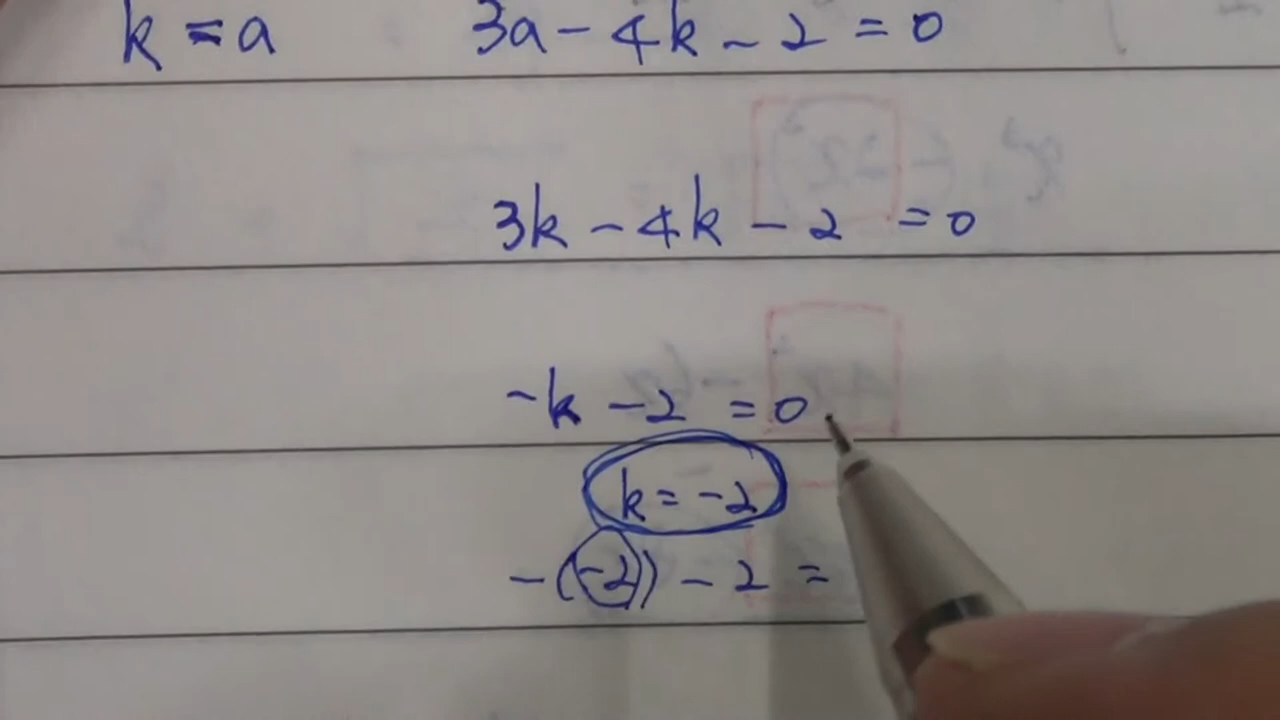 k = a 3a - 4k - 2 = 0
3k - 4k - 2 = 0
-k - 2 = 0
k = -2
-(-2) - 2 =